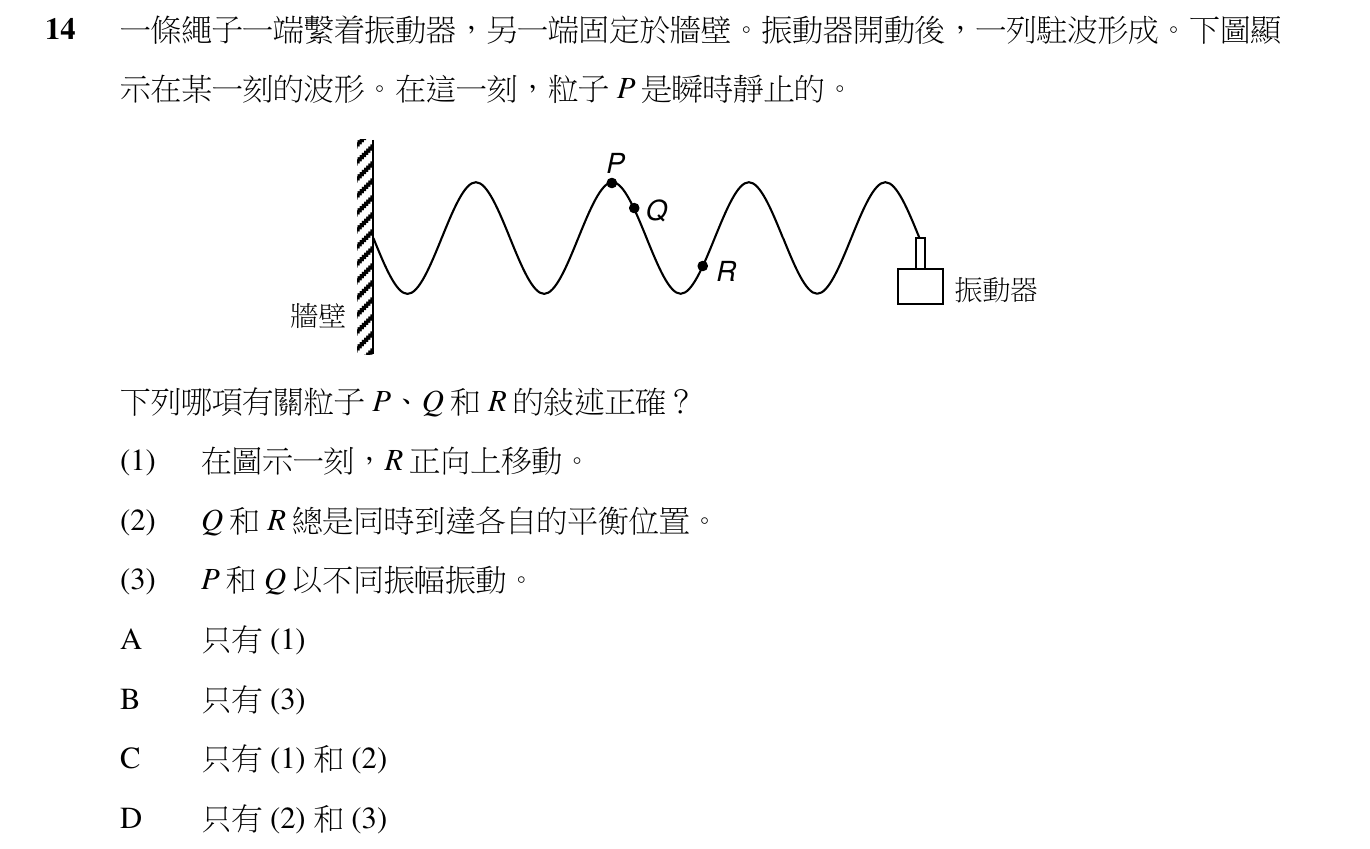 14 一條繩子一端繫着振動器，另一端固定於牆壁。振動器開動後，一列駐波形成。下圖顯
示在某一刻的波形。在這一刻，粒子 P 是瞬時靜止的。
P
Q
R
牆壁
振動器
下列哪項有關粒子 P、Q 和 R 的敍述正確？
(1) 在圖示一刻，R 正向上移動。
(2) Q 和 R 總是同時到達各自的平衡位置。
(3) P 和 Q 以不同振幅振動。
A 只有 (1)
B 只有 (3)
C 只有 (1) 和 (2)
D 只有 (2) 和 (3)